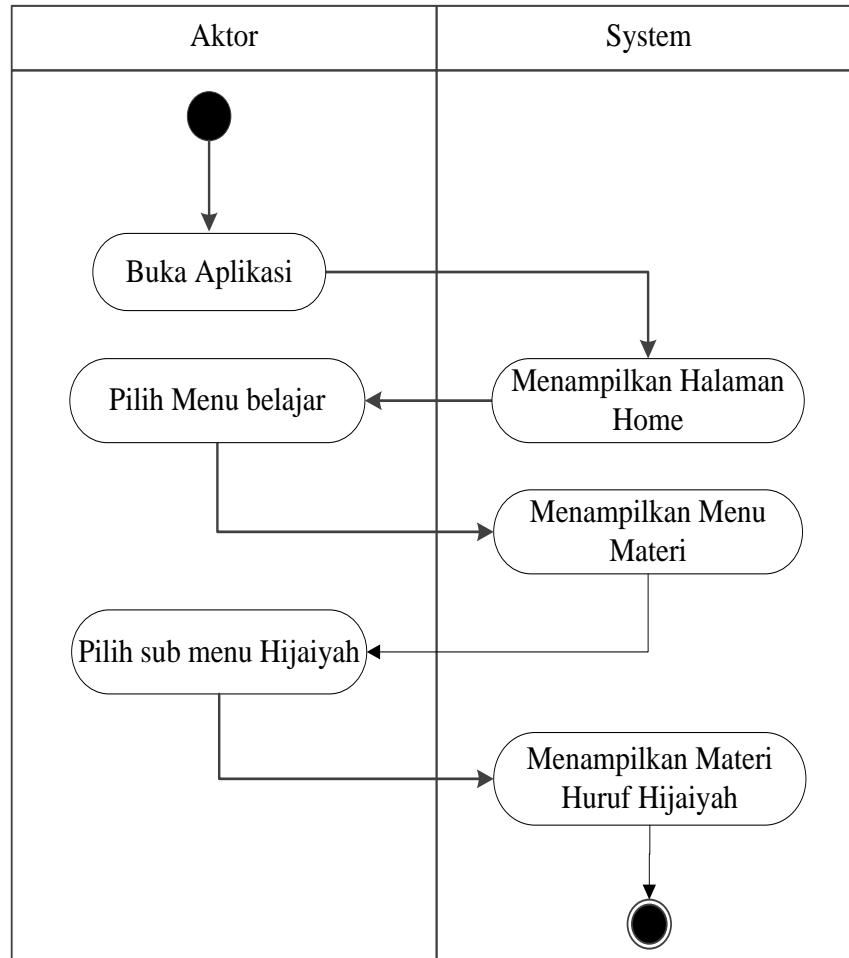 Aktor
System
Buka Aplikasi
Menampilkan Halaman
Home
Pilih Menu belajar
Menampilkan Menu
Materi
Pilih sub menu Hijaiyah
Menampilkan Materi
Huruf Hijaiyah